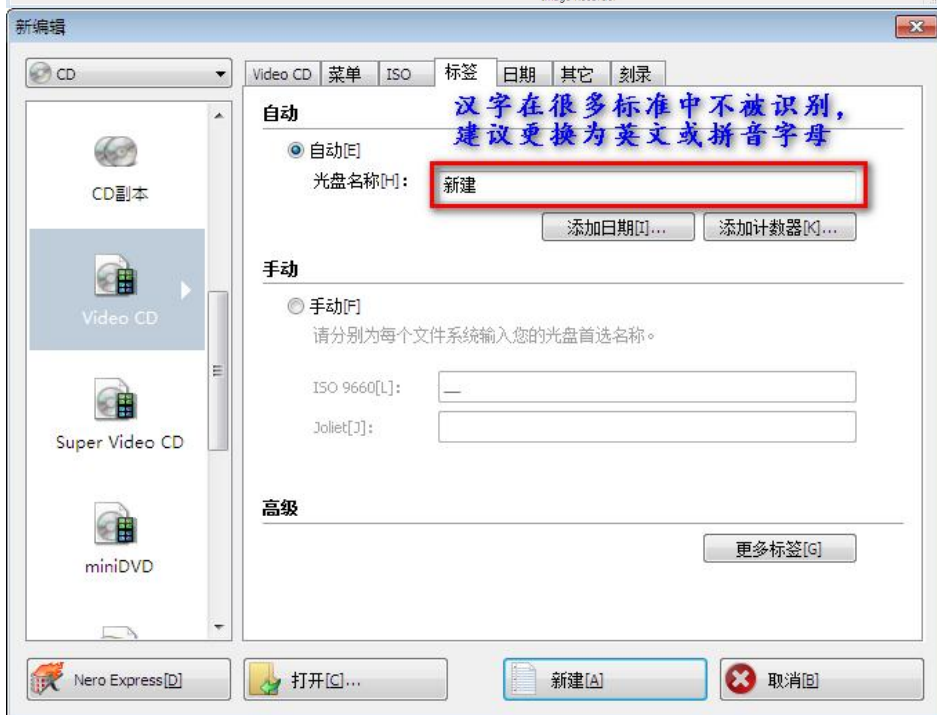 新编辑
CD
Video CD 菜单 ISO 标签 日期 其它 刻录
汉字在很多标准中不被识别,
建议更换为英文或拼音字母
自动
自动[E]
光盘名称[H]:
新建
添加日期[I]...
添加计数器[K]...
手动
手动[F]
请分别为每个文件系统输入您的光盘首选名称。
ISO 9660[L]:
__
Joliet[J]:
高级
更多标签[G]
CD副本
Video CD
Super Video CD
miniDVD
Nero Express[D]
打开[C]...
新建[A]
取消[B]